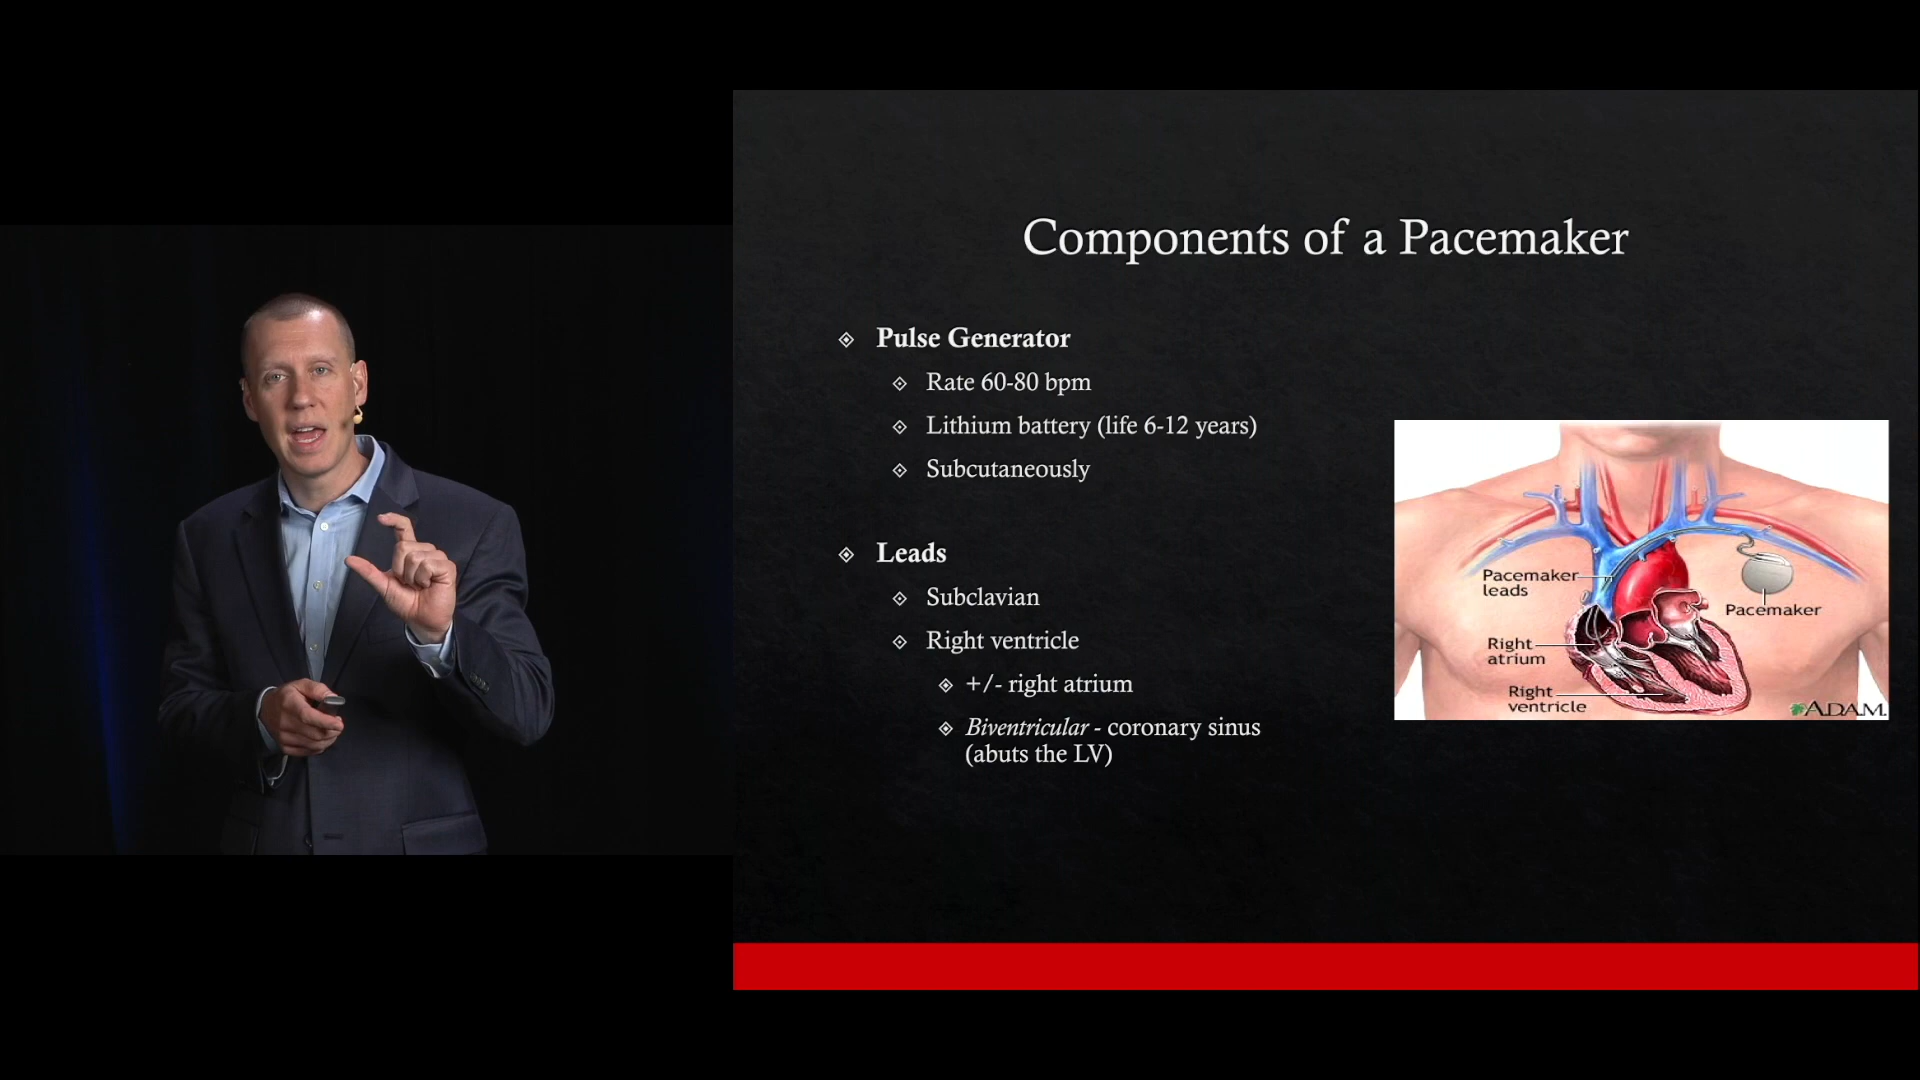 Components of a Pacemaker
Pulse Generator
Rate 60-80 bpm
Lithium battery (life 6-12 years)
Subcutaneously
Leads
Subclavian
Right ventricle
+/- right atrium
Biventricular - coronary sinus
(abuts the LV)
Pacemaker
leads
Pacemaker
Right
atrium
Right
ventricle
A.D.A.M.